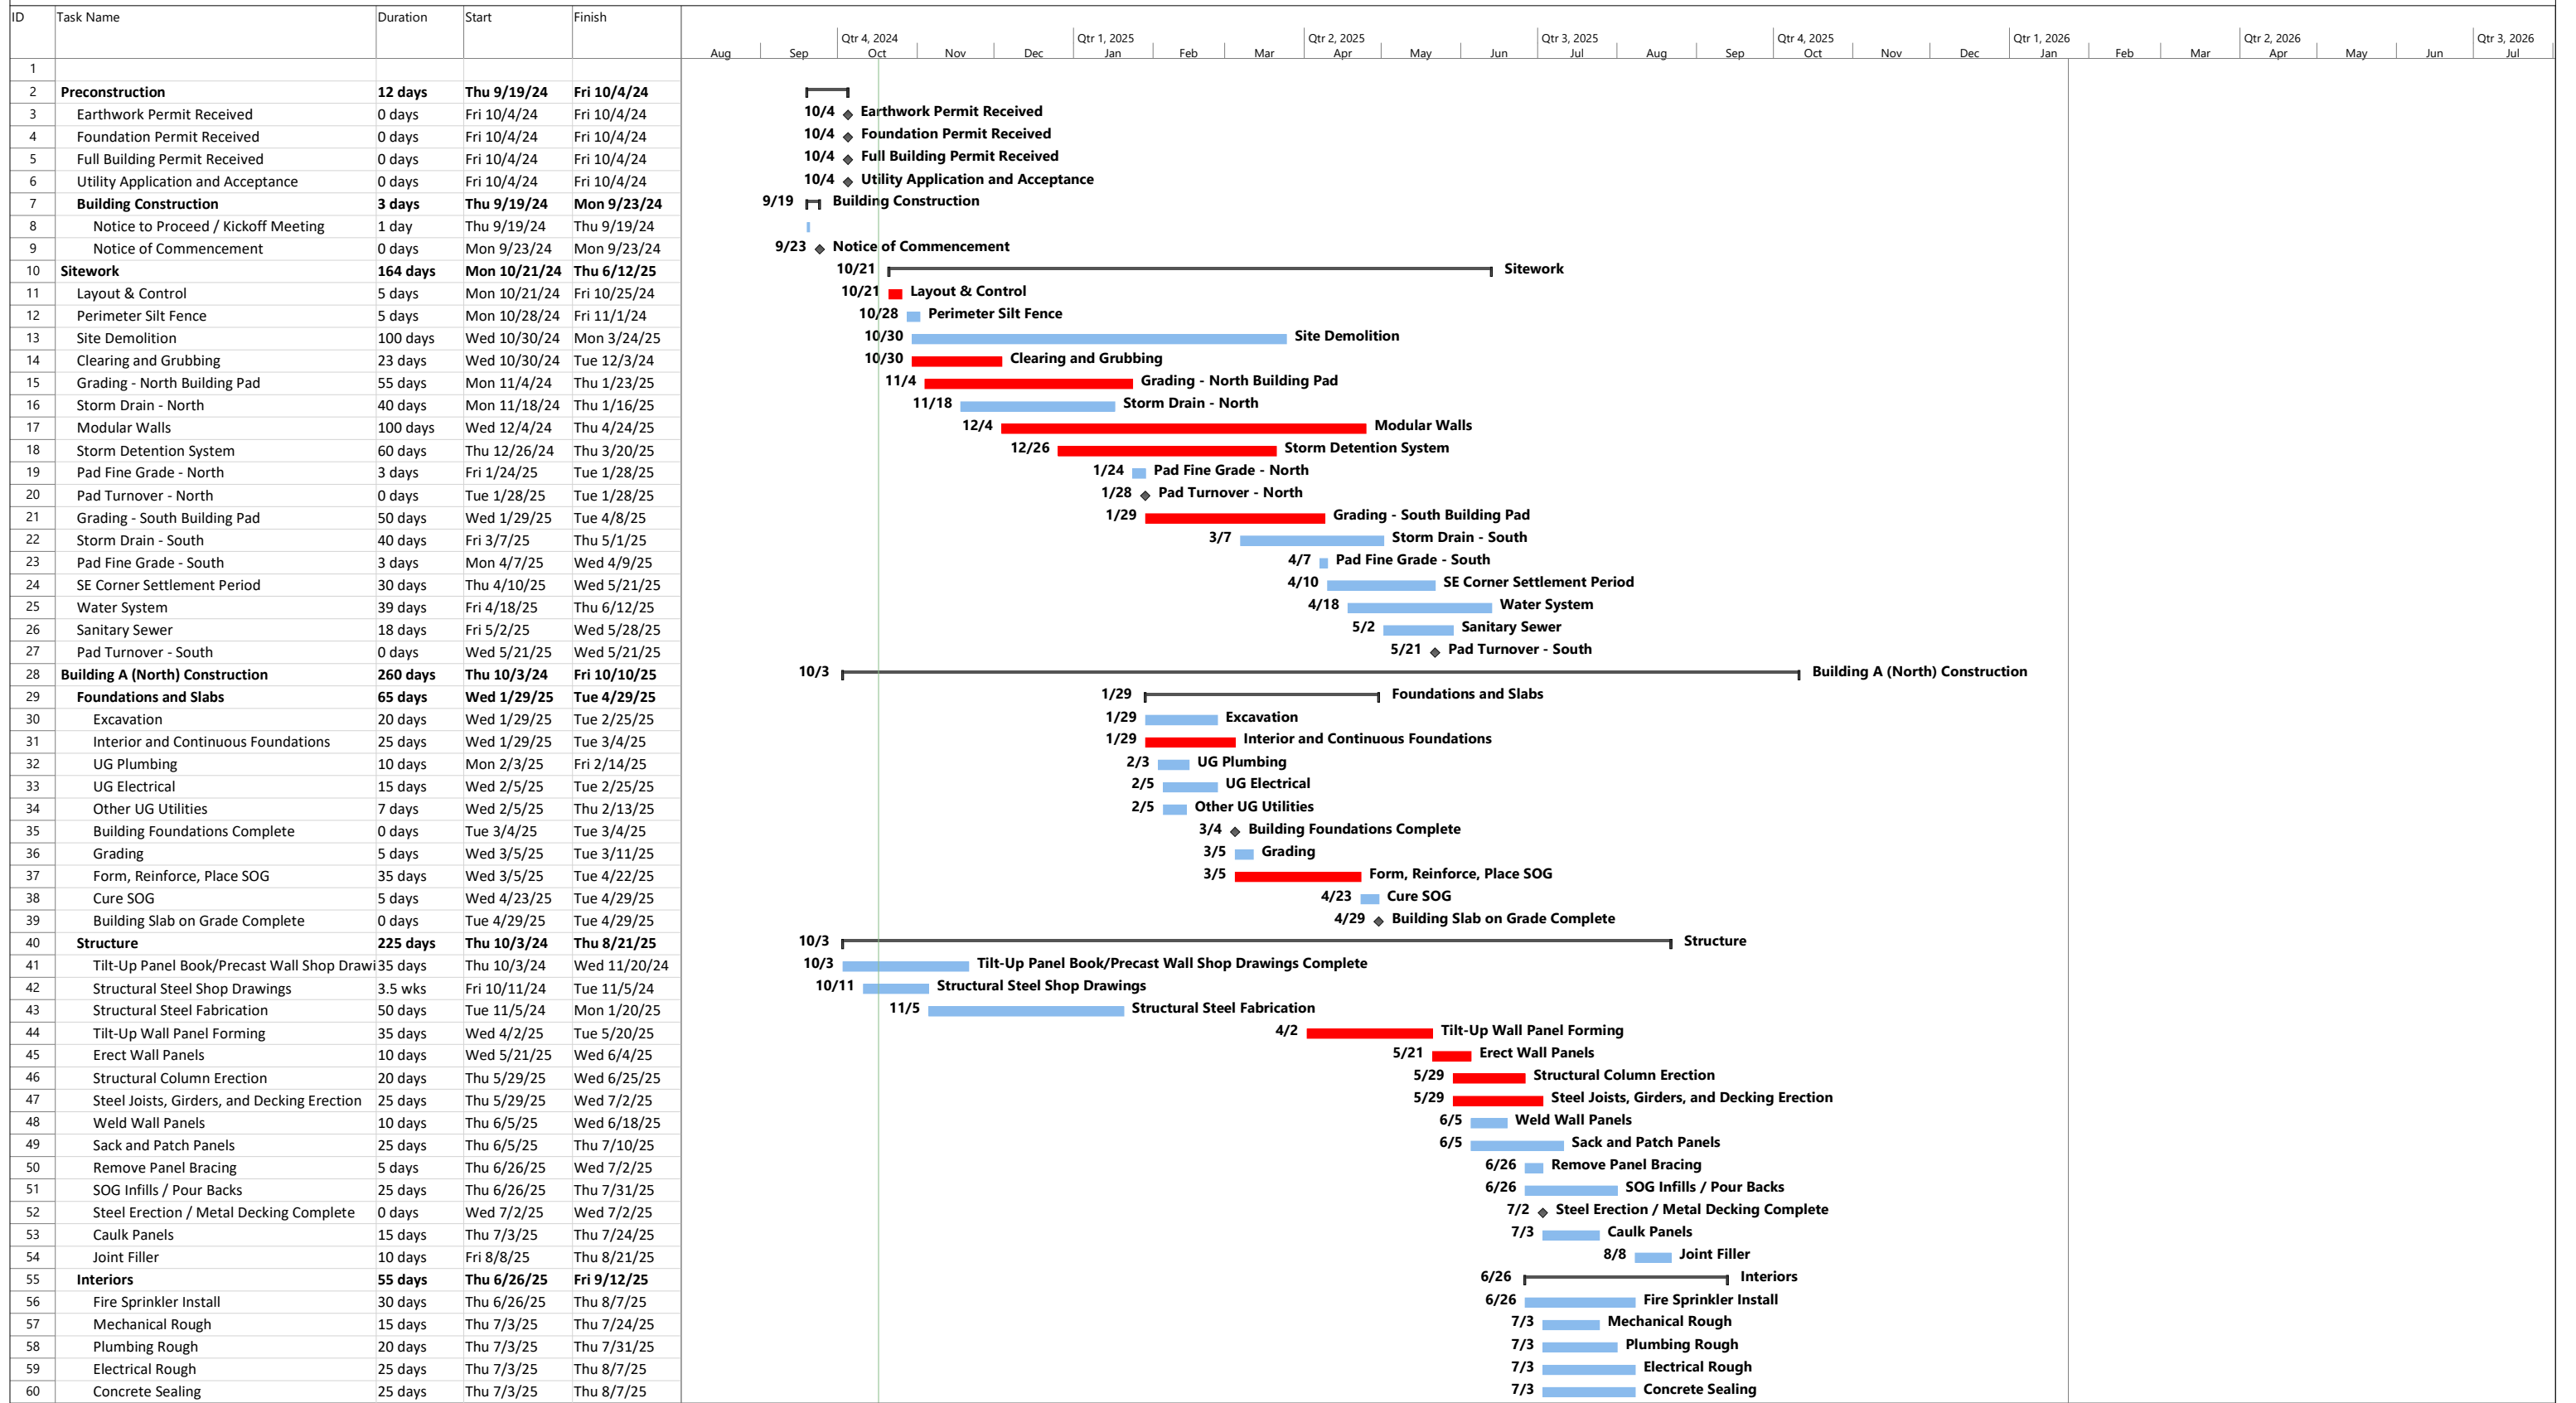 ID Task Name Duration Start Finish
Qtr 4, 2024 Qtr 1, 2025 Qtr 2, 2025 Qtr 3, 2025 Qtr 4, 2025 Qtr 1, 2026 Qtr 2, 2026 Qtr 3, 2026
Aug Sep Oct Nov Dec Jan Feb Mar Apr May Jun Jul Aug Sep Oct Nov Dec Jan Feb Mar Apr May Jun Jul
1
2 Preconstruction 12 days Thu 9/19/24 Fri 10/4/24
3 Earthwork Permit Received 0 days Fri 10/4/24 Fri 10/4/24 10/4 Earthwork Permit Received
4 Foundation Permit Received 0 days Fri 10/4/24 Fri 10/4/24 10/4 Foundation Permit Received
5 Full Building Permit Received 0 days Fri 10/4/24 Fri 10/4/24 10/4 Full Building Permit Received
6 Utility Application and Acceptance 0 days Fri 10/4/24 Fri 10/4/24 10/4 Utility Application and Acceptance
7 Building Construction 3 days Thu 9/19/24 Mon 9/23/24 9/19 Building Construction
8 Notice to Proceed / Kickoff Meeting 1 day Thu 9/19/24 Thu 9/19/24
9 Notice of Commencement 0 days Mon 9/23/24 Mon 9/23/24 9/23 Notice of Commencement
10 Sitework 164 days Mon 10/21/24 Thu 6/12/25 10/21 Sitework
11 Layout & Control 5 days Mon 10/21/24 Fri 10/25/24 10/21 Layout & Control
12 Perimeter Silt Fence 5 days Mon 10/28/24 Fri 11/1/24 10/28 Perimeter Silt Fence
13 Site Demolition 100 days Wed 10/30/24 Mon 3/24/25 10/30 Site Demolition
14 Clearing and Grubbing 23 days Wed 10/30/24 Tue 12/3/24 10/30 Clearing and Grubbing
15 Grading - North Building Pad 55 days Mon 11/4/24 Thu 1/23/25 11/4 Grading - North Building Pad
16 Storm Drain - North 40 days Mon 11/18/24 Thu 1/16/25 11/18 Storm Drain - North
17 Modular Walls 100 days Wed 12/4/24 Thu 4/24/25 12/4 Modular Walls
18 Storm Detention System 60 days Thu 12/26/24 Thu 3/20/25 12/26 Storm Detention System
19 Pad Fine Grade - North 3 days Fri 1/24/25 Tue 1/28/25 1/24 Pad Fine Grade - North
20 Pad Turnover - North 0 days Tue 1/28/25 Tue 1/28/25 1/28 Pad Turnover - North
21 Grading - South Building Pad 50 days Wed 1/29/25 Tue 4/8/25 1/29 Grading - South Building Pad
22 Storm Drain - South 40 days Fri 3/7/25 Thu 5/1/25 3/7 Storm Drain - South
23 Pad Fine Grade - South 3 days Mon 4/7/25 Wed 4/9/25 4/7 Pad Fine Grade - South
24 SE Corner Settlement Period 30 days Thu 4/10/25 Wed 5/21/25 4/10 SE Corner Settlement Period
25 Water System 39 days Fri 4/18/25 Thu 6/12/25 4/18 Water System
26 Sanitary Sewer 18 days Fri 5/2/25 Wed 5/28/25 5/2 Sanitary Sewer
27 Pad Turnover - South 0 days Wed 5/21/25 Wed 5/21/25 5/21 Pad Turnover - South
28 Building A (North) Construction 260 days Thu 10/3/24 Fri 10/10/25 10/3 Building A (North) Construction
29 Foundations and Slabs 65 days Wed 1/29/25 Tue 4/29/25 1/29 Foundations and Slabs
30 Excavation 20 days Wed 1/29/25 Tue 2/25/25 1/29 Excavation
31 Interior and Continuous Foundations 25 days Wed 1/29/25 Tue 3/4/25 1/29 Interior and Continuous Foundations
32 UG Plumbing 10 days Mon 2/3/25 Fri 2/14/25 2/3 UG Plumbing
33 UG Electrical 15 days Wed 2/5/25 Tue 2/25/25 2/5 UG Electrical
34 Other UG Utilities 7 days Wed 2/5/25 Thu 2/13/25 2/5 Other UG Utilities
35 Building Foundations Complete 0 days Tue 3/4/25 Tue 3/4/25 3/4 Building Foundations Complete
36 Grading 5 days Wed 3/5/25 Tue 3/11/25 3/5 Grading
37 Form, Reinforce, Place SOG 35 days Wed 3/5/25 Tue 4/22/25 3/5 Form, Reinforce, Place SOG
38 Cure SOG 5 days Wed 4/23/25 Tue 4/29/25 4/23 Cure SOG
39 Building Slab on Grade Complete 0 days Tue 4/29/25 Tue 4/29/25 4/29 Building Slab on Grade Complete
40 Structure 225 days Thu 10/3/24 Thu 8/21/25 10/3 Structure
41 Tilt-Up Panel Book/Precast Wall Shop Drawi 35 days Thu 10/3/24 Wed 11/20/24 10/3 Tilt-Up Panel Book/Precast Wall Shop Drawings Complete
42 Structural Steel Shop Drawings 3.5 wks Fri 10/11/24 Tue 11/5/24 10/11 Structural Steel Shop Drawings
43 Structural Steel Fabrication 50 days Tue 11/5/24 Mon 1/20/25 11/5 Structural Steel Fabrication
44 Tilt-Up Wall Panel Forming 35 days Wed 4/2/25 Tue 5/20/25 4/2 Tilt-Up Wall Panel Forming
45 Erect Wall Panels 10 days Wed 5/21/25 Wed 6/4/25 5/21 Erect Wall Panels
46 Structural Column Erection 20 days Thu 5/29/25 Wed 6/25/25 5/29 Structural Column Erection
47 Steel Joists, Girders, and Decking Erection 25 days Thu 5/29/25 Wed 7/2/25 5/29 Steel Joists, Girders, and Decking Erection
48 Weld Wall Panels 10 days Thu 6/5/25 Wed 6/18/25 6/5 Weld Wall Panels
49 Sack and Patch Panels 25 days Thu 6/5/25 Thu 7/10/25 6/5 Sack and Patch Panels
50 Remove Panel Bracing 5 days Thu 6/26/25 Wed 7/2/25 6/26 Remove Panel Bracing
51 SOG Infills / Pour Backs 25 days Thu 6/26/25 Thu 7/31/25 6/26 SOG Infills / Pour Backs
52 Steel Erection / Metal Decking Complete 0 days Wed 7/2/25 Wed 7/2/25 7/2 Steel Erection / Metal Decking Complete
53 Caulk Panels 15 days Thu 7/3/25 Thu 7/24/25 7/3 Caulk Panels
54 Joint Filler 10 days Fri 8/8/25 Thu 8/21/25 8/8 Joint Filler
55 Interiors 55 days Thu 6/26/25 Fri 9/12/25 6/26 Interiors
56 Fire Sprinkler Install 30 days Thu 6/26/25 Thu 8/7/25 6/26 Fire Sprinkler Install
57 Mechanical Rough 15 days Thu 7/3/25 Thu 7/24/25 7/3 Mechanical Rough
58 Plumbing Rough 20 days Thu 7/3/25 Thu 7/31/25 7/3 Plumbing Rough
59 Electrical Rough 25 days Thu 7/3/25 Thu 8/7/25 7/3 Electrical Rough
60 Concrete Sealing 25 days Thu 7/3/25 Thu 8/7/25 7/3 Concrete Sealing